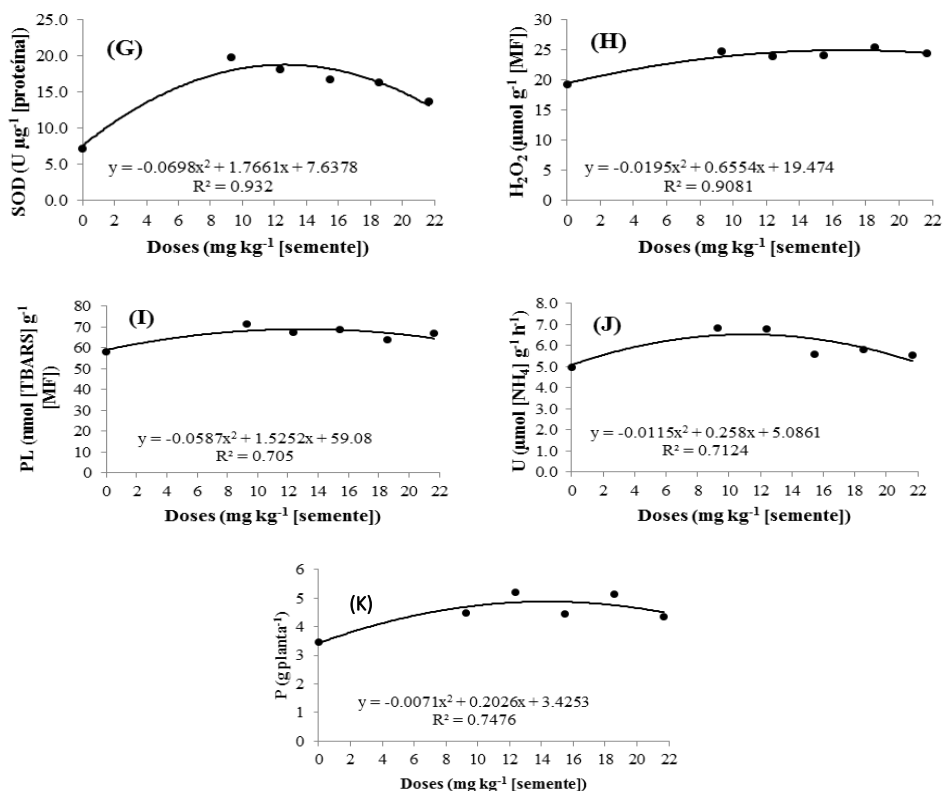 (G)
SOD (U µg⁻¹ [proteína])
25.0
20.0
15.0
10.0
5.0
0.0
y = -0.0698x² + 1.7661x + 7.6378
R² = 0.932
0 2 4 6 8 10 12 14 16 18 20 22
Doses (mg kg⁻¹ [semente])
(H)
H₂O₂ (µmol g⁻¹ [MF])
30
25
20
15
10
5
0
y = -0.0195x² + 0.6554x + 19.474
R² = 0.9081
0 2 4 6 8 10 12 14 16 18 20 22
Doses (mg kg⁻¹ [semente])
(I)
PL (nmol [TBARS] g⁻¹
[MF])
80
70
60
50
40
30
20
10
0
y = -0.0587x² + 1.5252x + 59.08
R² = 0.705
0 2 4 6 8 10 12 14 16 18 20 22
Doses (mg kg⁻¹ [semente])
(J)
U (µmol [NH₄] g⁻¹ h⁻¹)
8.0
7.0
6.0
5.0
4.0
3.0
2.0
1.0
0.0
y = -0.0115x² + 0.258x + 5.0861
R² = 0.7124
0 2 4 6 8 10 12 14 16 18 20 22
Doses (mg kg⁻¹ [semente])
(K)
P (g planta⁻¹)
6
5
4
3
2
1
0
y = -0.0071x² + 0.2026x + 3.4253
R² = 0.7476
0 2 4 6 8 10 12 14 16 18 20 22
Doses (mg kg⁻¹ [semente])